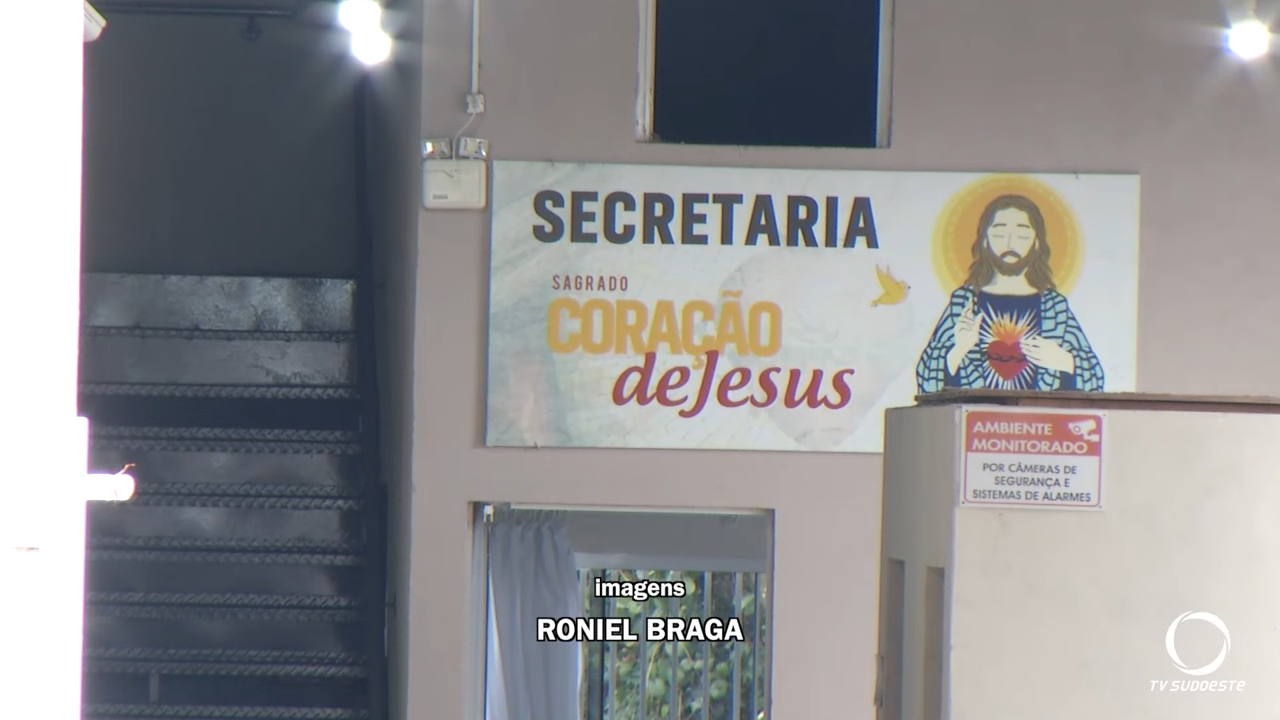 SECRETARIA
SAGRADO
CORAÇÃO
de Jesus
AMBIENTE
MONITORADO
POR CÂMERAS DE
SEGURANÇA E
SISTEMAS DE ALARMES
imagens
RONIEL BRAGA
TV SUDOESTE